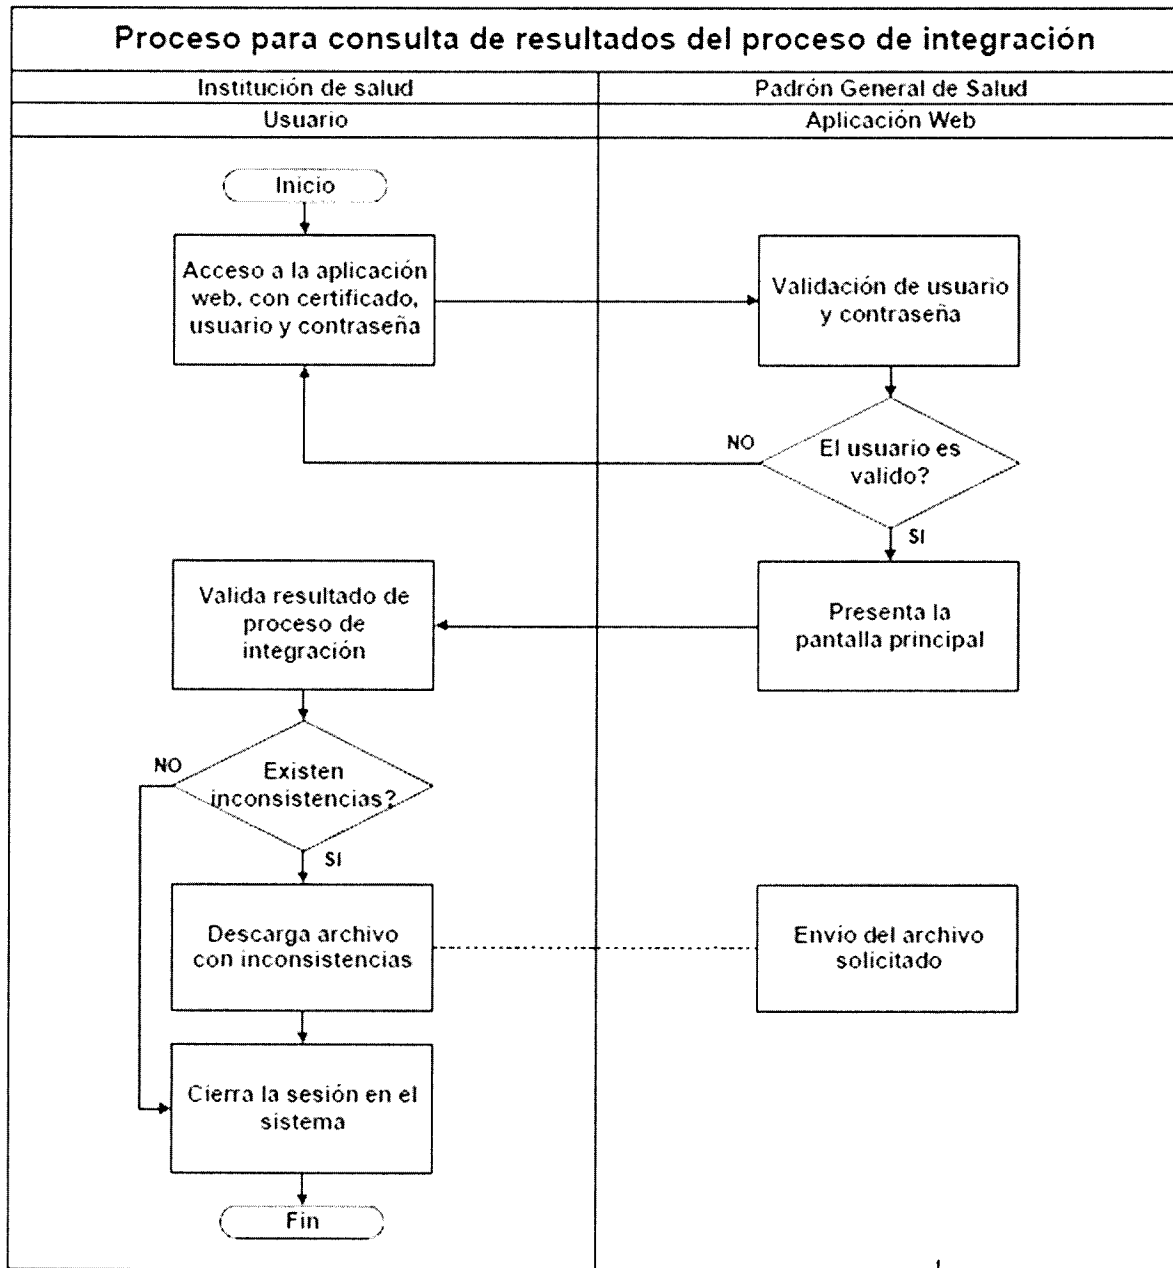 Proceso para consulta de resultados del proceso de integración
Institución de salud
Padrón General de Salud
Usuario
Aplicación Web
Inicio
Acceso a la aplicación
web, con certificado,
usuario y contraseña
Validación de usuario
y contraseña
NO
El usuario es
valido?
SI
Valida resultado de
proceso de
integración
Presenta la
pantalla principal
NO
Existen
inconsistencias?
SI
Descarga archivo
con inconsistencias
Envío del archivo
solicitado
Cierra la sesión en el
sistema
Fin